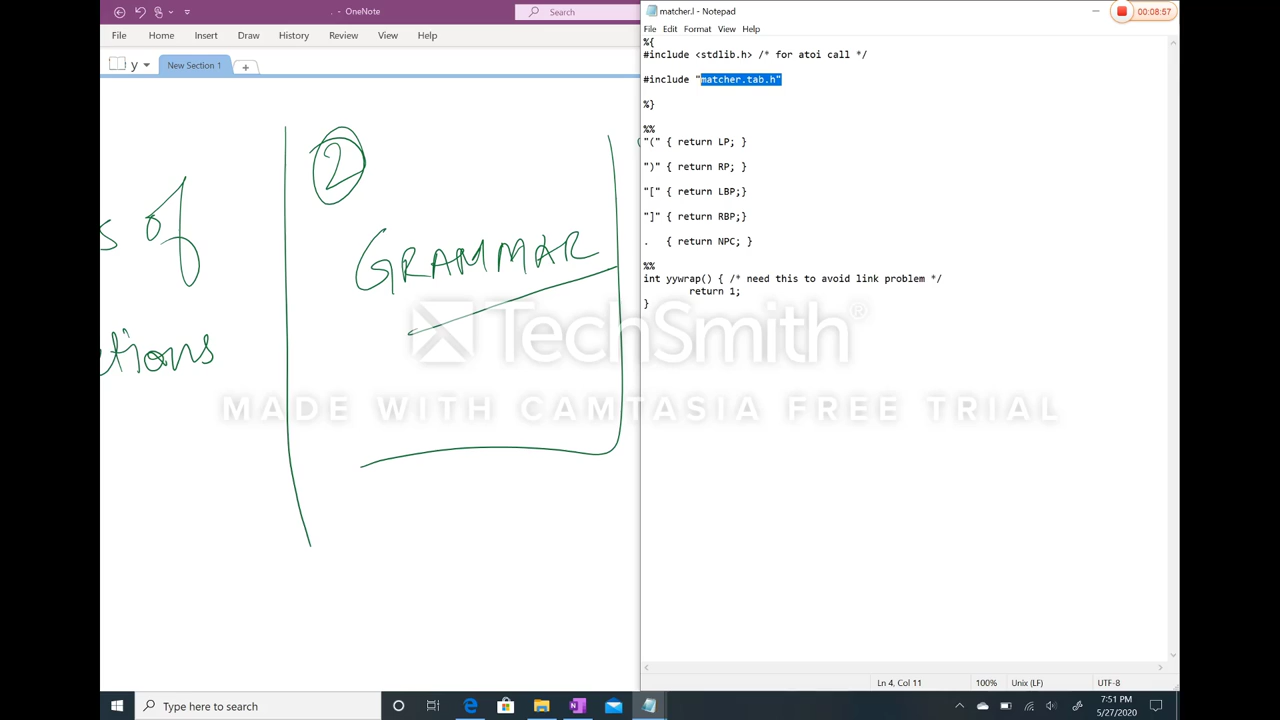 . - OneNote
Search
File Home Insert Draw History Review View Help
y
New Section 1
2
s of
GRAMMAR
ctions
matcher.l - Notepad
00:08:57
File Edit Format View Help
%{
#include <stdlib.h> /* for atoi call */
#include "matcher.tab.h"
%}
%%
"(" { return LP; }
")" { return RP; }
"[" { return LBP;}
"]" { return RBP;}
. { return NPC; }
%%
int yywrap() { /* need this to avoid link problem */
return 1;
}
TechSmith®
MADE WITH CAMTASIA FREE TRIAL
Ln 4, Col 11 100% Unix (LF) UTF-8
Type here to search
7:51 PM
5/27/2020